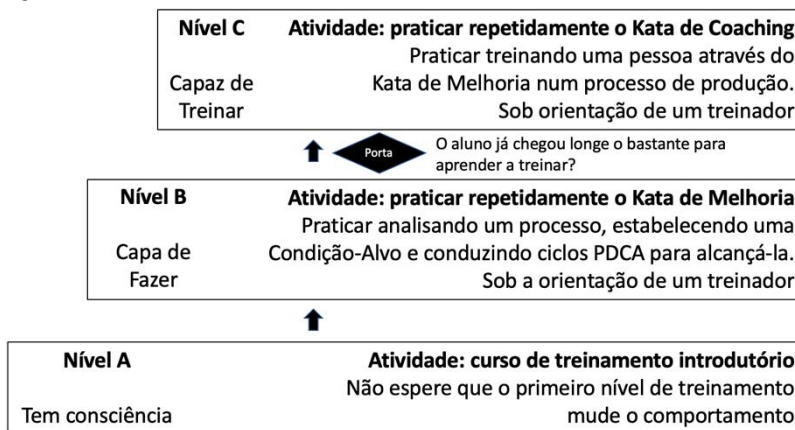 Nível C Atividade: praticar repetidamente o Kata de Coaching
Praticar treinando uma pessoa através do
Capaz de Kata de Melhoria num processo de produção.
Treinar Sob orientação de um treinador
Porta O aluno já chegou longe o bastante para
aprender a treinar?
Nível B Atividade: praticar repetidamente o Kata de Melhoria
Praticar analisando um processo, estabelecendo uma
Capa de Condição-Alvo e conduzindo ciclos PDCA para alcançá-la.
Fazer Sob a orientação de um treinador
Nível A Atividade: curso de treinamento introdutório
Não espere que o primeiro nível de treinamento
Tem consciência mude o comportamento